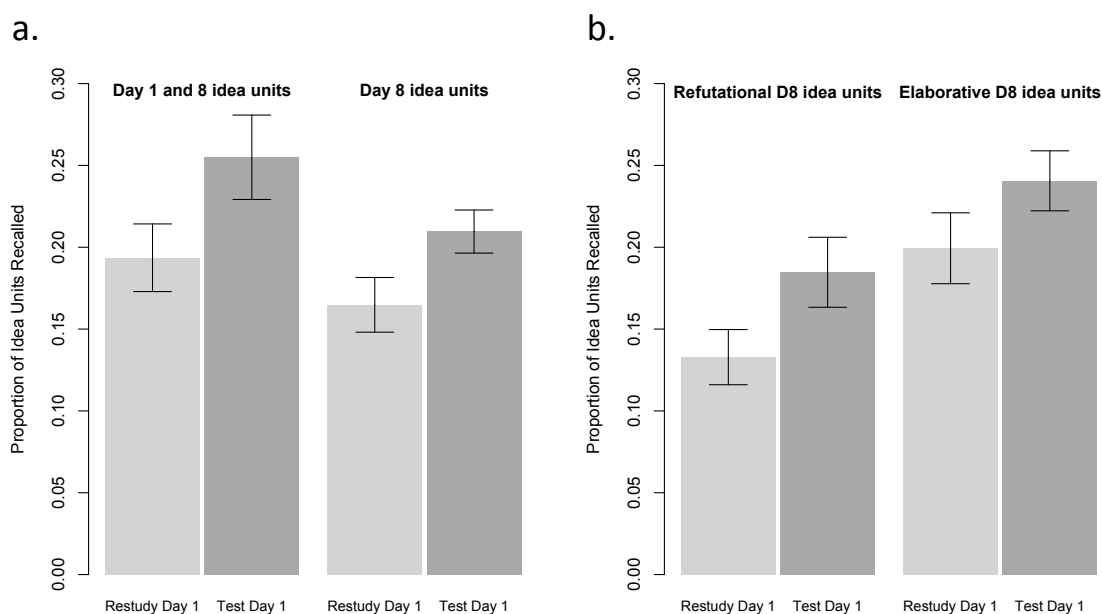 a.
Proportion of Idea Units Recalled
0.30
0.25
0.20
0.15
0.10
0.05
0.00
Day 1 and 8 idea units
Day 8 idea units
Restudy Day 1
Test Day 1
Restudy Day 1
Test Day 1
b.
Proportion of Idea Units Recalled
0.30
0.25
0.20
0.15
0.10
0.05
0.00
Refutational D8 idea units
Elaborative D8 idea units
Restudy Day 1
Test Day 1
Restudy Day 1
Test Day 1